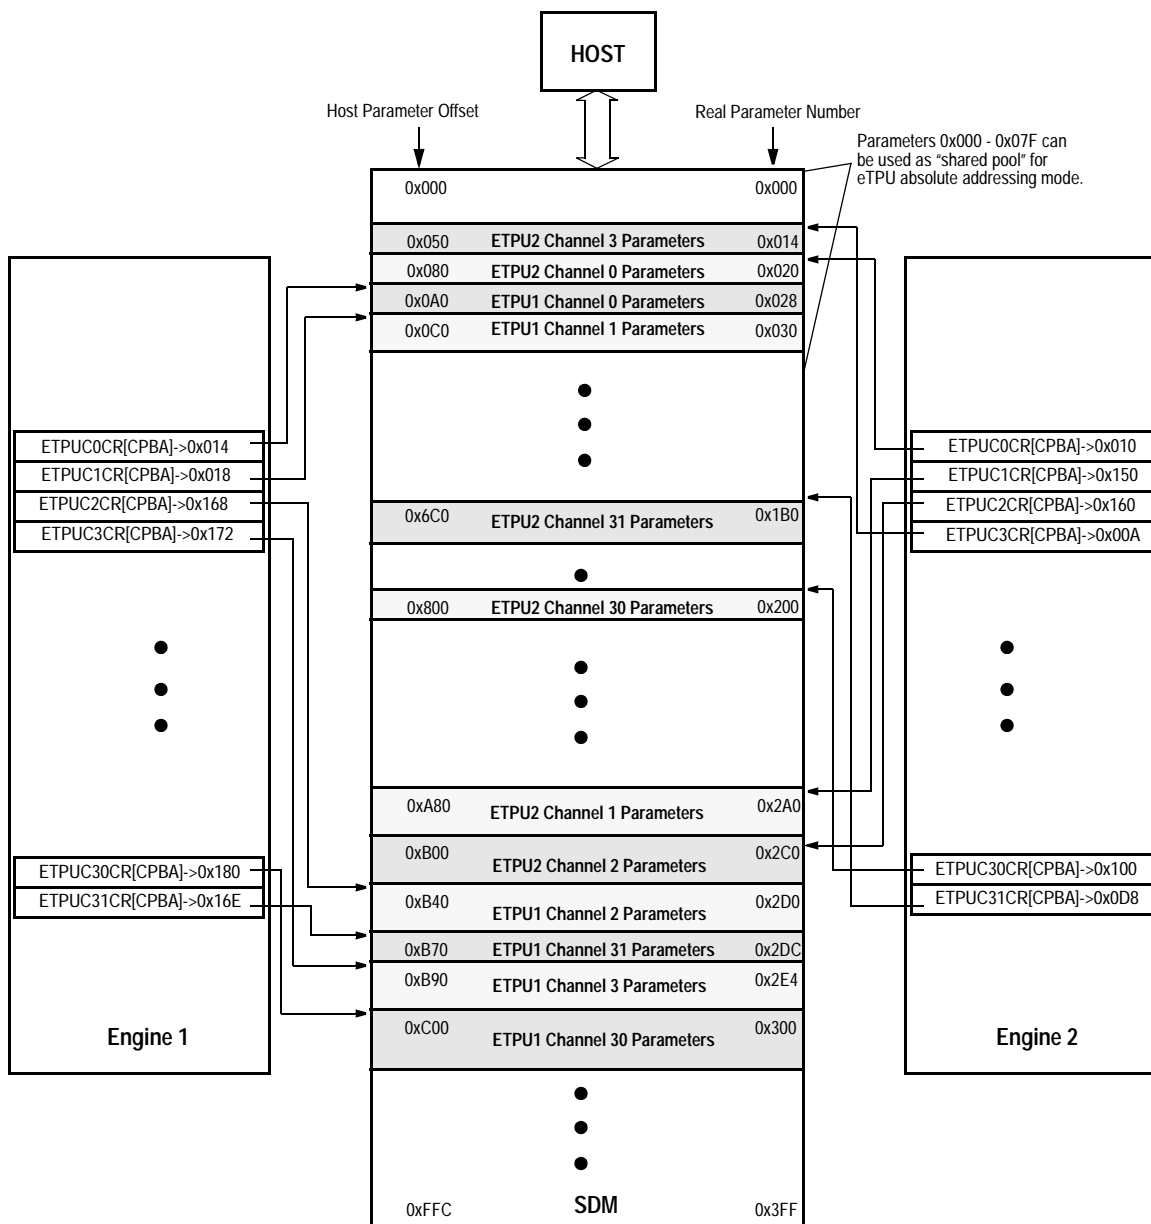 HOST
Host Parameter Offset
Real Parameter Number
Parameters 0x000 - 0x07F can
be used as “shared pool” for
eTPU absolute addressing mode.
0x000 0x000
0x050 ETPU2 Channel 3 Parameters 0x014
0x080 ETPU2 Channel 0 Parameters 0x020
0x0A0 ETPU1 Channel 0 Parameters 0x028
0x0C0 ETPU1 Channel 1 Parameters 0x030
0x6C0 ETPU2 Channel 31 Parameters 0x1B0
0x800 ETPU2 Channel 30 Parameters 0x200
0xA80 ETPU2 Channel 1 Parameters 0x2A0
0xB00 ETPU2 Channel 2 Parameters 0x2C0
0xB40 ETPU1 Channel 2 Parameters 0x2D0
0xB70 ETPU1 Channel 31 Parameters 0x2DC
0xB90 ETPU1 Channel 3 Parameters 0x2E4
0xC00 ETPU1 Channel 30 Parameters 0x300
0xFFC SDM 0x3FF
ETPUC0CR[CPBA]->0x014
ETPUC1CR[CPBA]->0x018
ETPUC2CR[CPBA]->0x168
ETPUC3CR[CPBA]->0x172
ETPUC30CR[CPBA]->0x180
ETPUC31CR[CPBA]->0x16E
Engine 1
ETPUC0CR[CPBA]->0x010
ETPUC1CR[CPBA]->0x150
ETPUC2CR[CPBA]->0x160
ETPUC3CR[CPBA]->0x00A
ETPUC30CR[CPBA]->0x100
ETPUC31CR[CPBA]->0x0D8
Engine 2